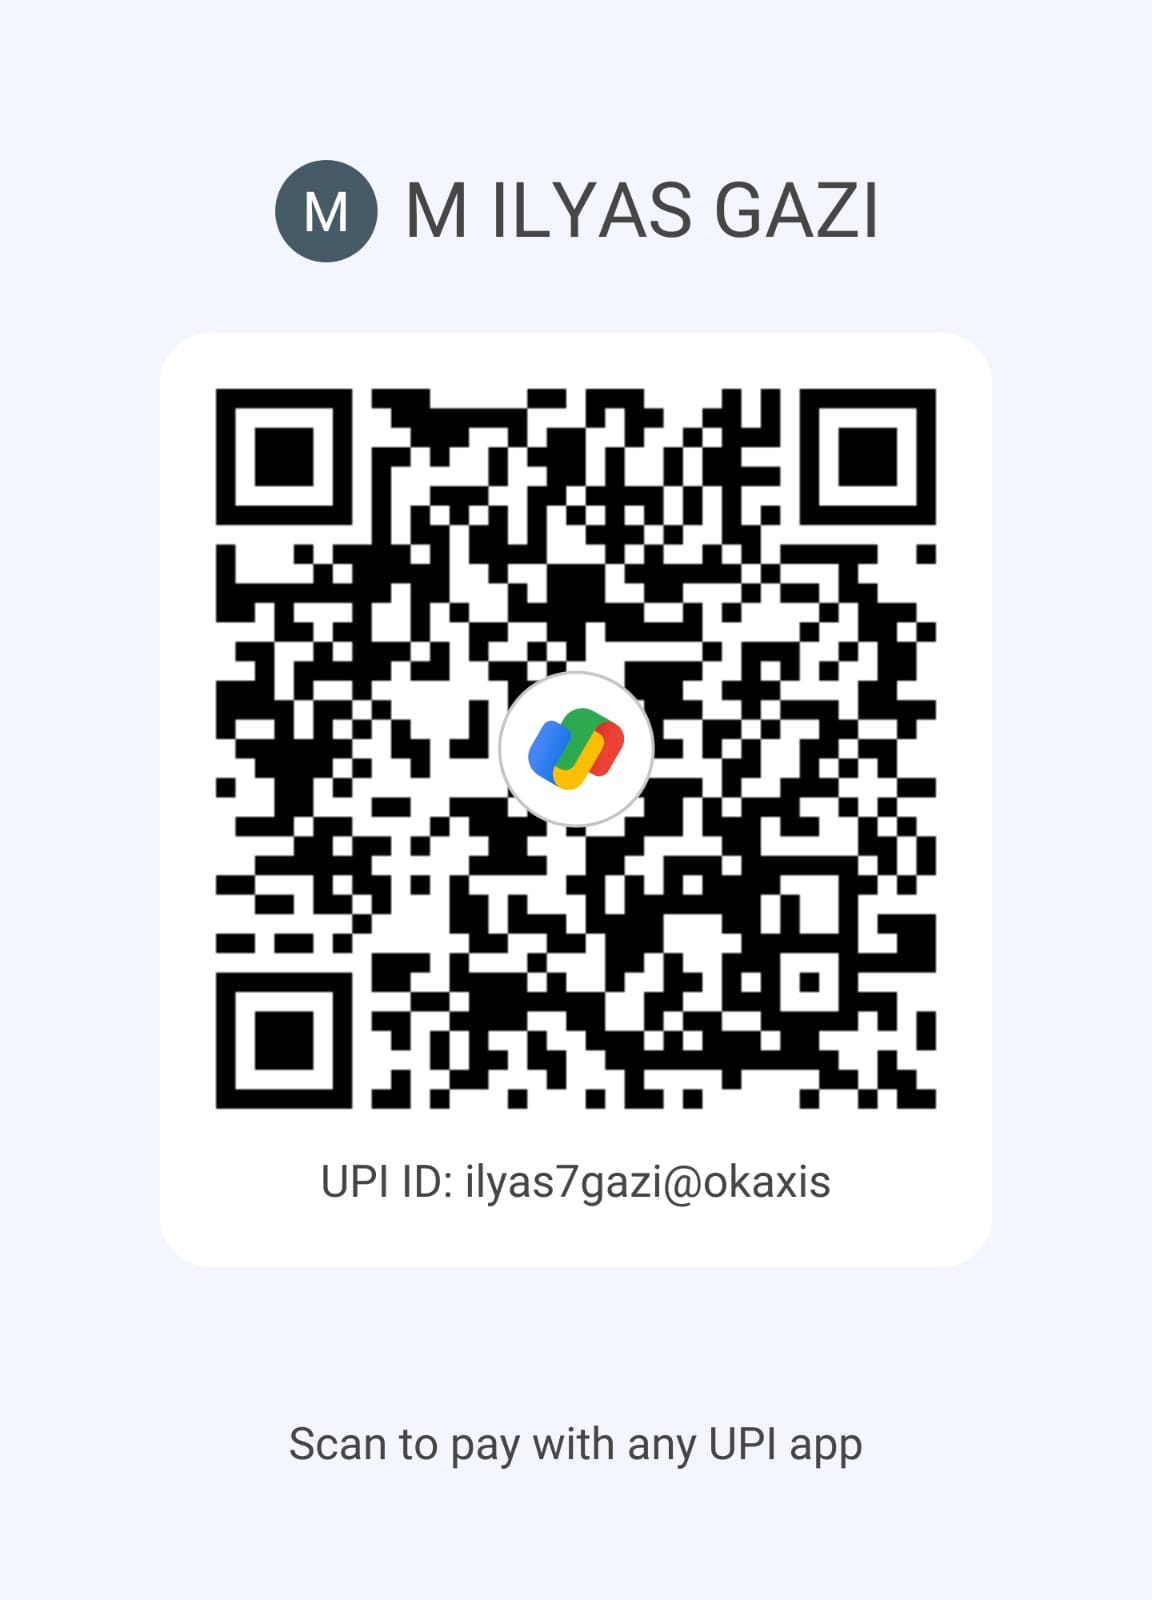 M
M ILYAS GAZI
UPI ID: ilyas7gazi@okaxis
Scan to pay with any UPI app